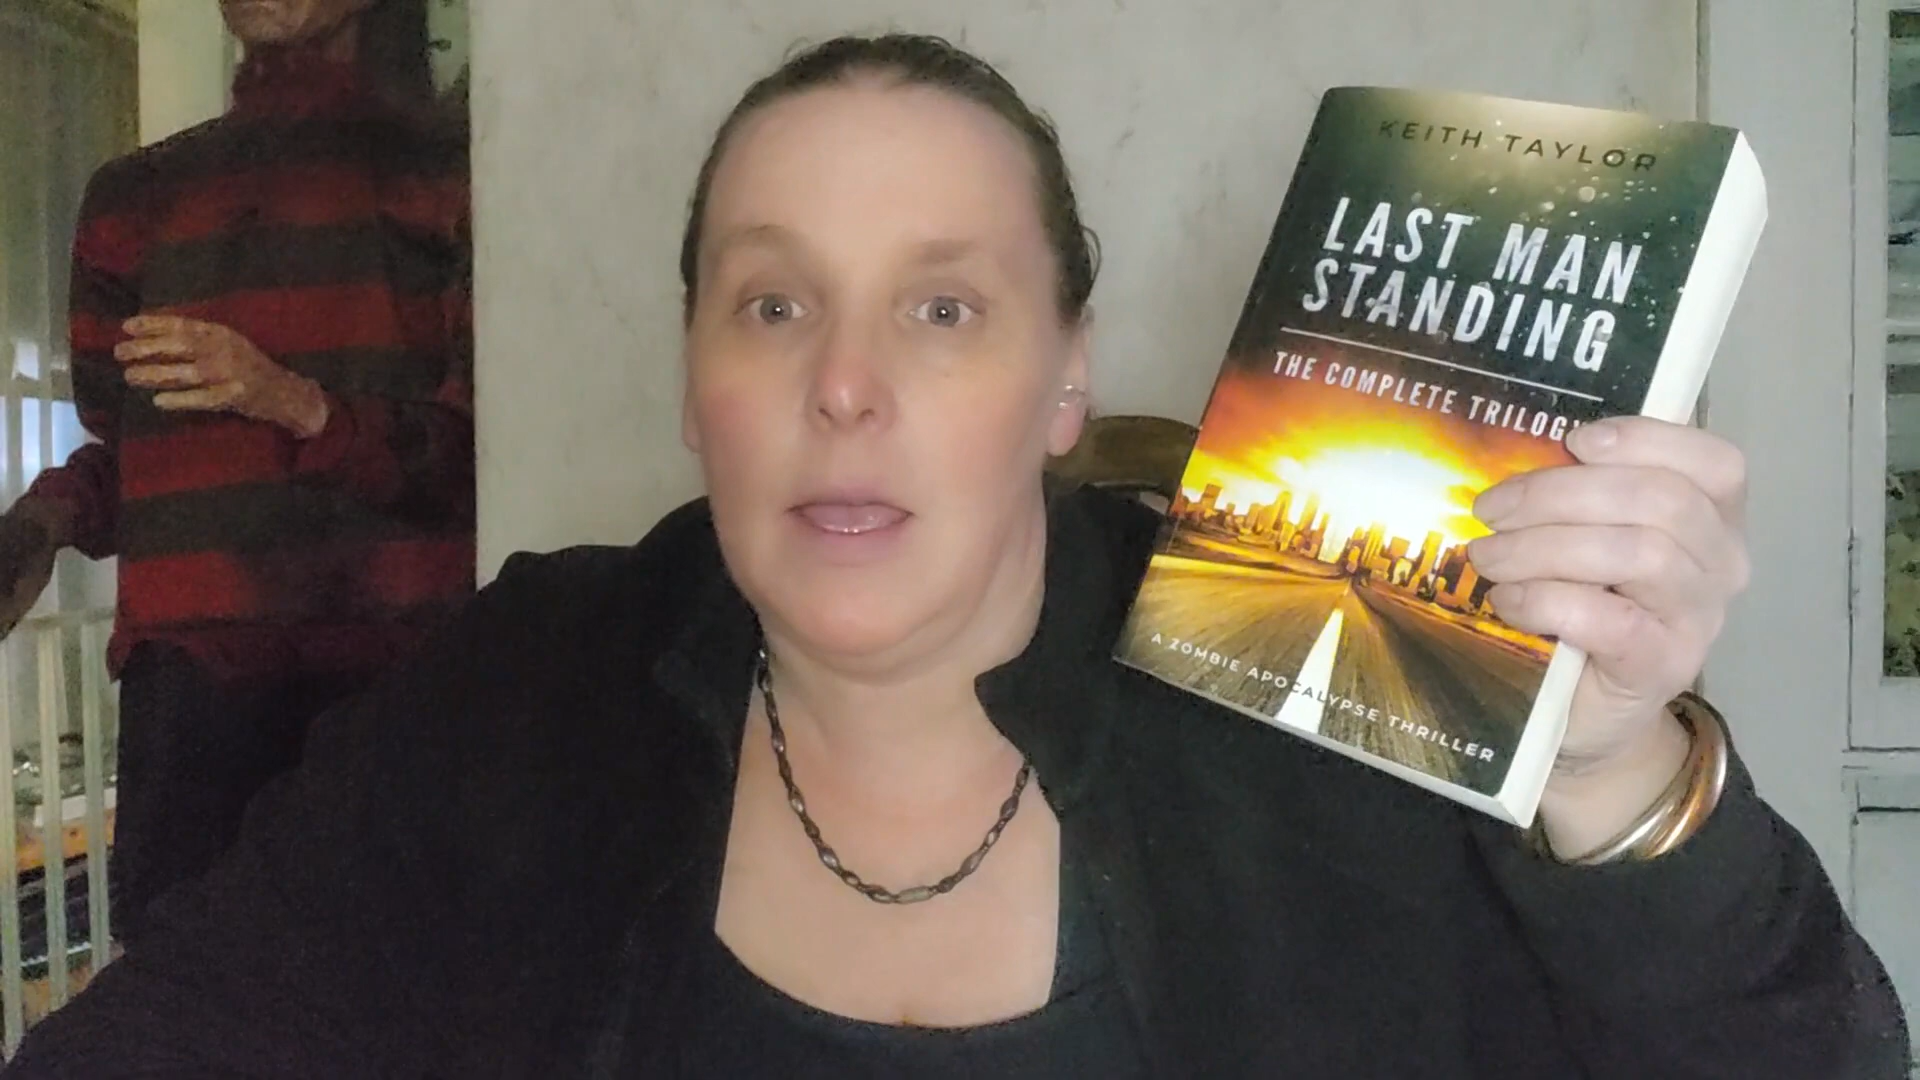 KEITH TAYLOR
LAST MAN
STANDING
THE COMPLETE TRILOGY
A ZOMBIE APOCALYPSE THRILLER